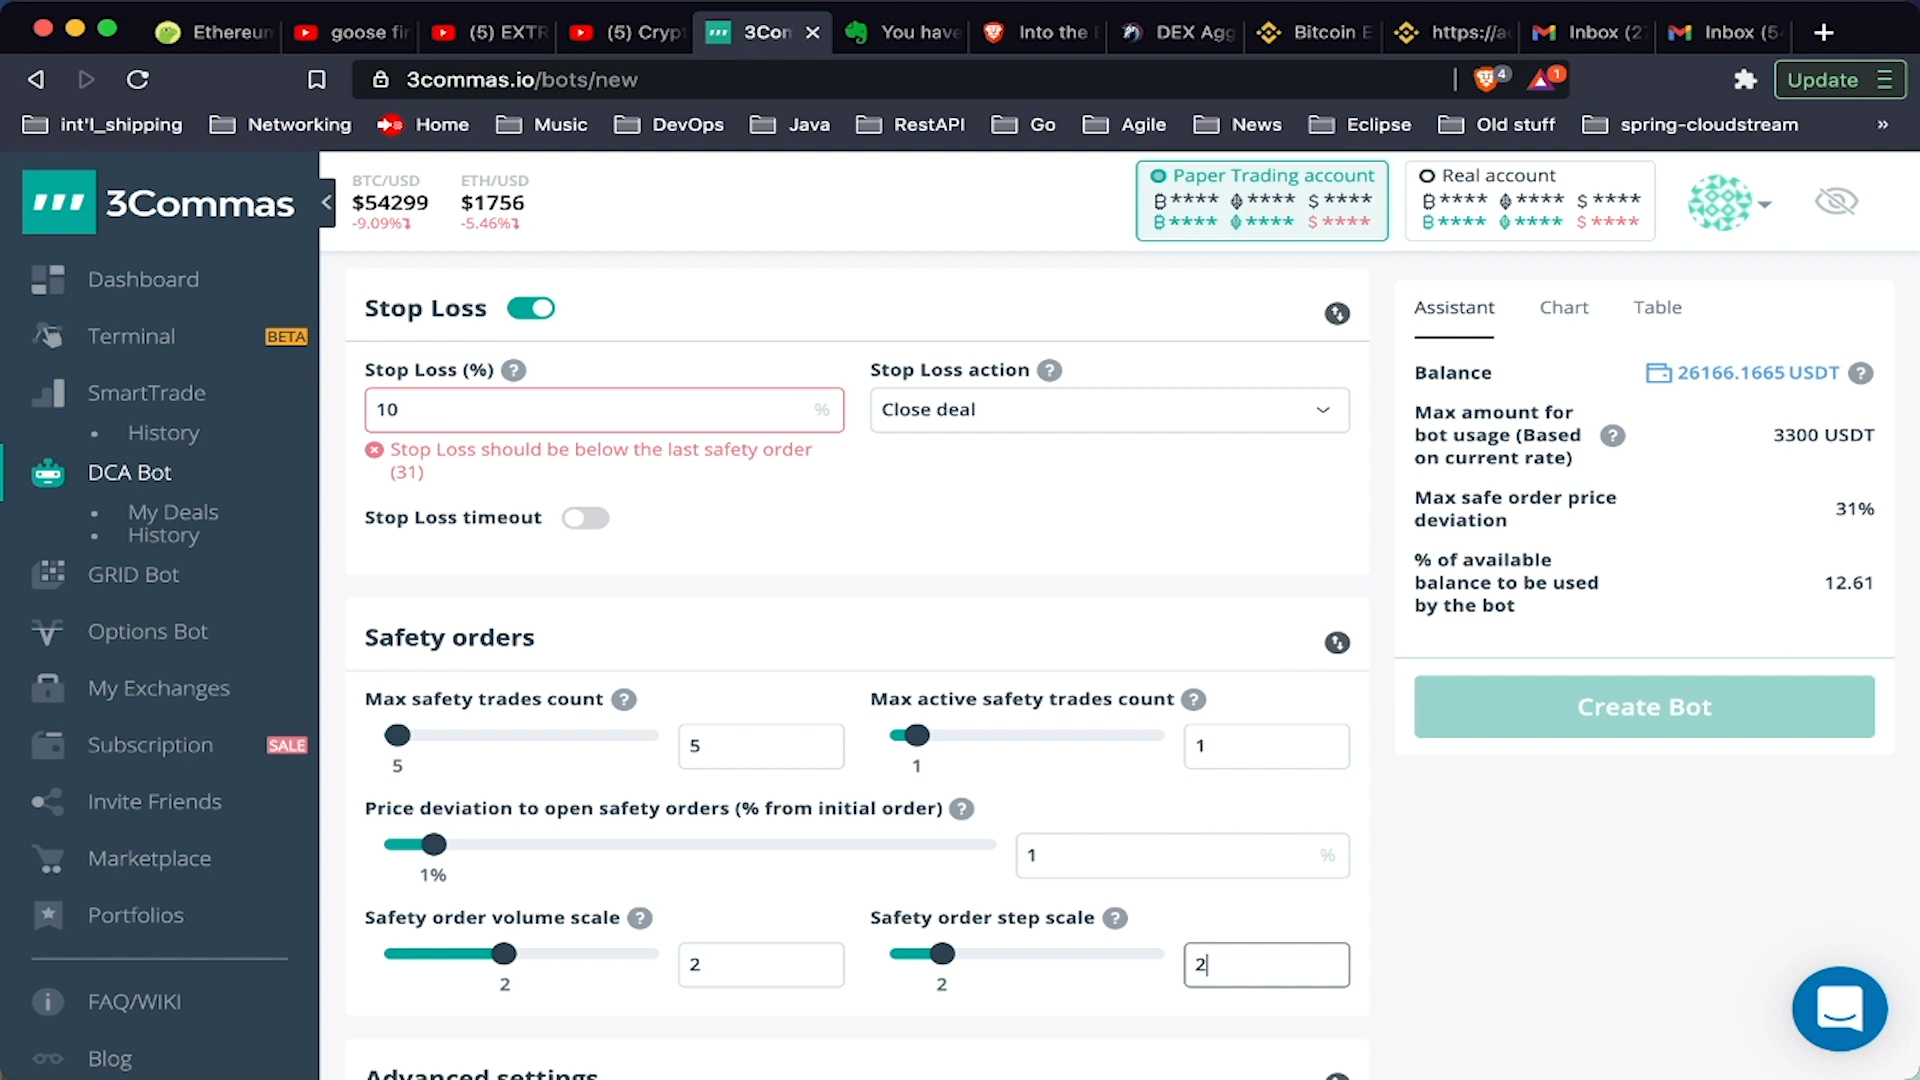 Ethereun
goose fir
(5) EXTR
(5) Crypt
3Con
You have
Into the
DEX Agg
Bitcoin E
https://a
Inbox (2
Inbox (5
3commas.io/bots/new
4
1
Update
int'l_shipping
Networking
Home
Music
DevOps
Java
RestAPI
Go
Agile
News
Eclipse
Old stuff
spring-cloudstream
»
3Commas
BTC/USD
$54299
-9.09%
ETH/USD
$1756
-5.46%
Paper Trading account
**** **** $ ****
**** **** $ ****
Real account
**** **** $ ****
**** **** $ ****
Dashboard
Terminal
BETA
SmartTrade
• History
DCA Bot
• My Deals
• History
GRID Bot
Options Bot
My Exchanges
Subscription
SALE
Invite Friends
Marketplace
Portfolios
FAQ/WIKI
Blog
Stop Loss
Stop Loss (%) ?
10 %
Stop Loss should be below the last safety order
(31)
Stop Loss action ?
Close deal
Stop Loss timeout
Safety orders
Max safety trades count ?
5
5
Max active safety trades count ?
1
1
Price deviation to open safety orders (% from initial order) ?
1 %
1%
Safety order volume scale ?
2
2
Safety order step scale ?
2
2
Advanced settings
Assistant
Chart
Table
Balance
26166.1665 USDT ?
Max amount for
bot usage (Based
on current rate) ?
3300 USDT
Max safe order price
deviation
31%
% of available
balance to be used
by the bot
12.61
Create Bot